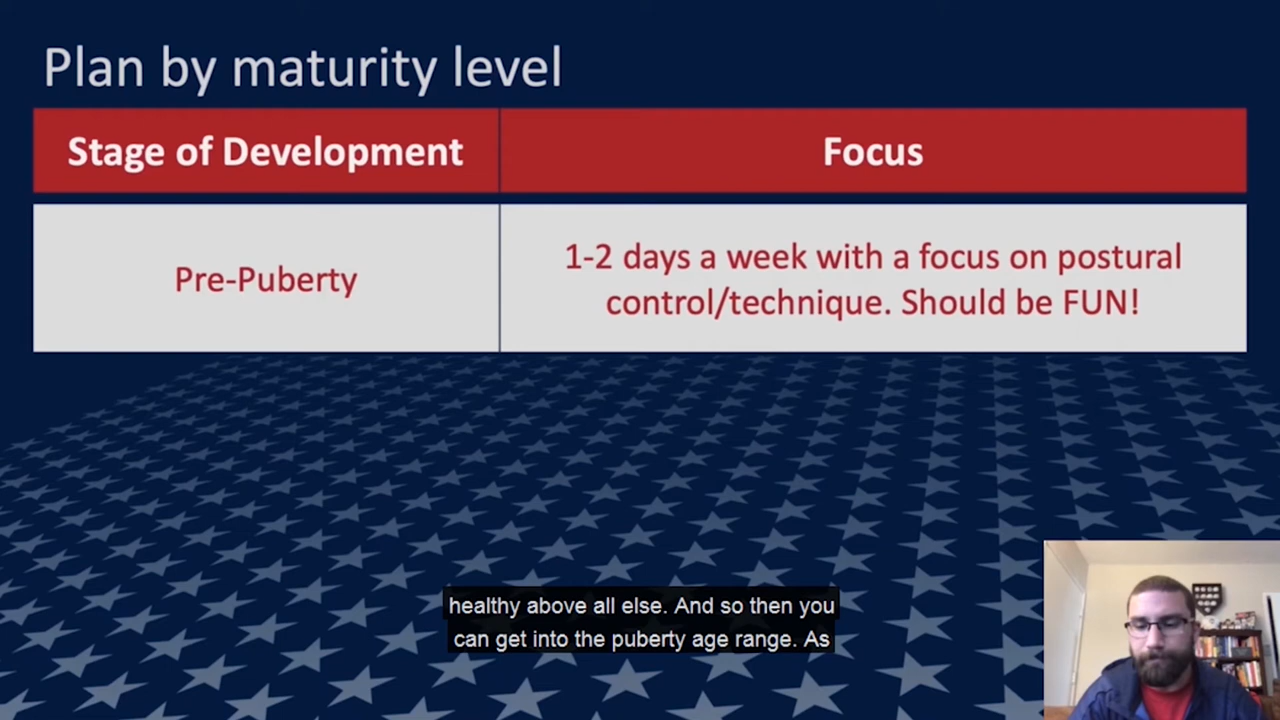 Plan by maturity level
Stage of Development
Focus
Pre-Puberty
1-2 days a week with a focus on postural
control/technique. Should be FUN!
healthy above all else. And so then you
can get into the puberty age range. As